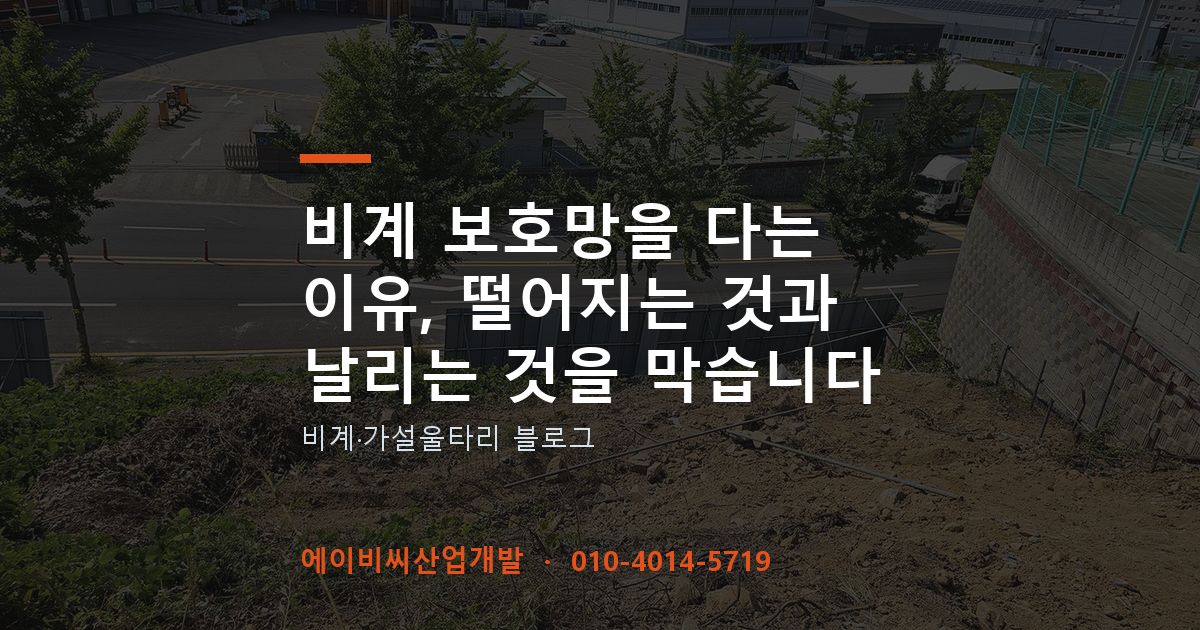 비계 보호망을 다는
이유, 떨어지는 것과
날리는 것을 막습니다
비계·가설울타리 블로그
에이비씨산업개발 · 010-4014-5719